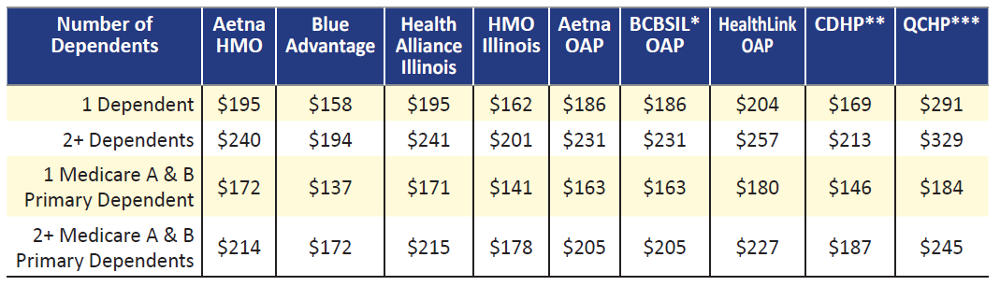 Number of Dependents Aetna HMO Blue Advantage Health Alliance Illinois HMO Illinois Aetna OAP BCBSIL* OAP HealthLink OAP CDHP** QCHP***
1 Dependent $195 $158 $195 $162 $186 $186 $204 $169 $291
2+ Dependents $240 $194 $241 $201 $231 $231 $257 $213 $329
1 Medicare A & B Primary Dependent $172 $137 $171 $141 $163 $163 $180 $146 $184
2+ Medicare A & B Primary Dependents $214 $172 $215 $178 $205 $205 $227 $187 $245